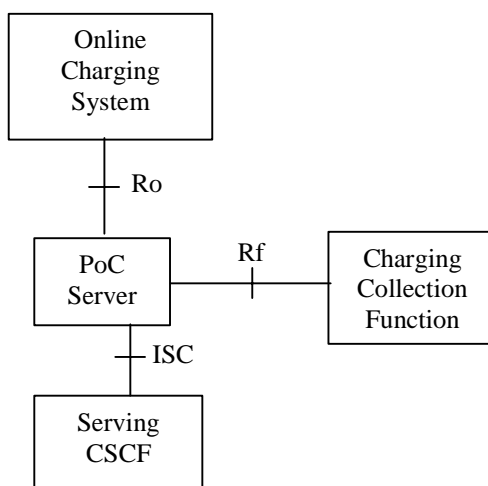 Online
Charging
System
Ro
PoC
Server
Rf
Charging
Collection
Function
ISC
Serving
CSCF